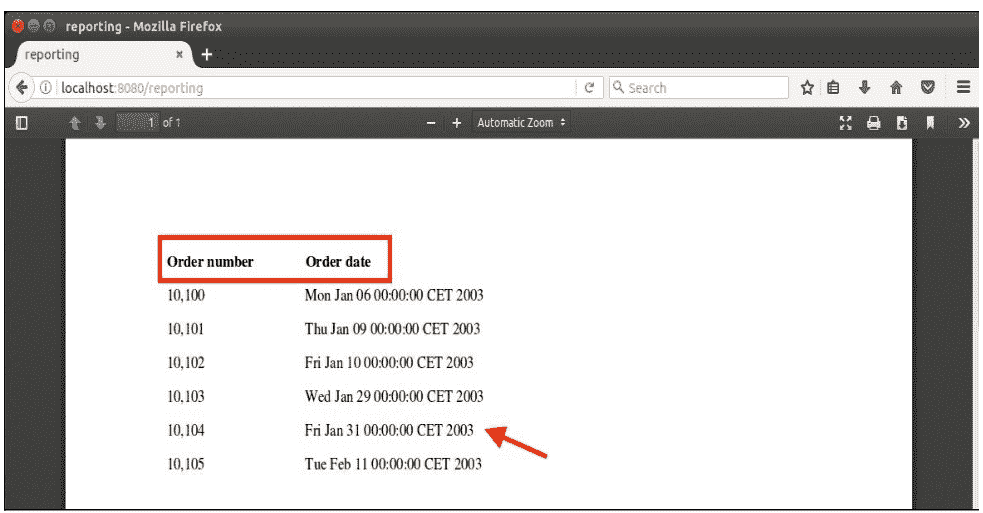 reporting - Mozilla Firefox
reporting × +
localhost:8080/reporting Search
1 of 1 − + Automatic Zoom
Order number Order date
10,100 Mon Jan 06 00:00:00 CET 2003
10,101 Thu Jan 09 00:00:00 CET 2003
10,102 Fri Jan 10 00:00:00 CET 2003
10,103 Wed Jan 29 00:00:00 CET 2003
10,104 Fri Jan 31 00:00:00 CET 2003
10,105 Tue Feb 11 00:00:00 CET 2003